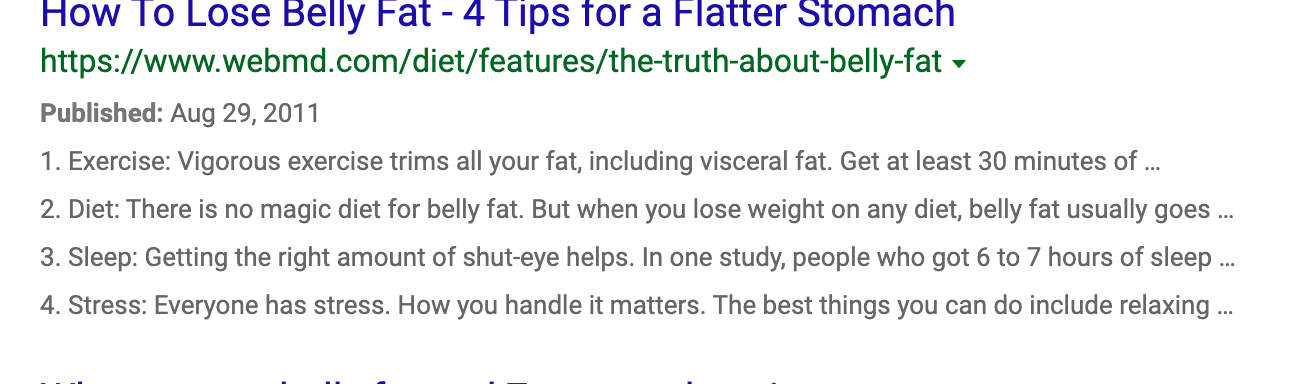 How To Lose Belly Fat - 4 Tips for a Flatter Stomach
https://www.webmd.com/diet/features/the-truth-about-belly-fat
Published: Aug 29, 2011
1. Exercise: Vigorous exercise trims all your fat, including visceral fat. Get at least 30 minutes of ...
2. Diet: There is no magic diet for belly fat. But when you lose weight on any diet, belly fat usually goes ...
3. Sleep: Getting the right amount of shut-eye helps. In one study, people who got 6 to 7 hours of sleep ...
4. Stress: Everyone has stress. How you handle it matters. The best things you can do include relaxing ...